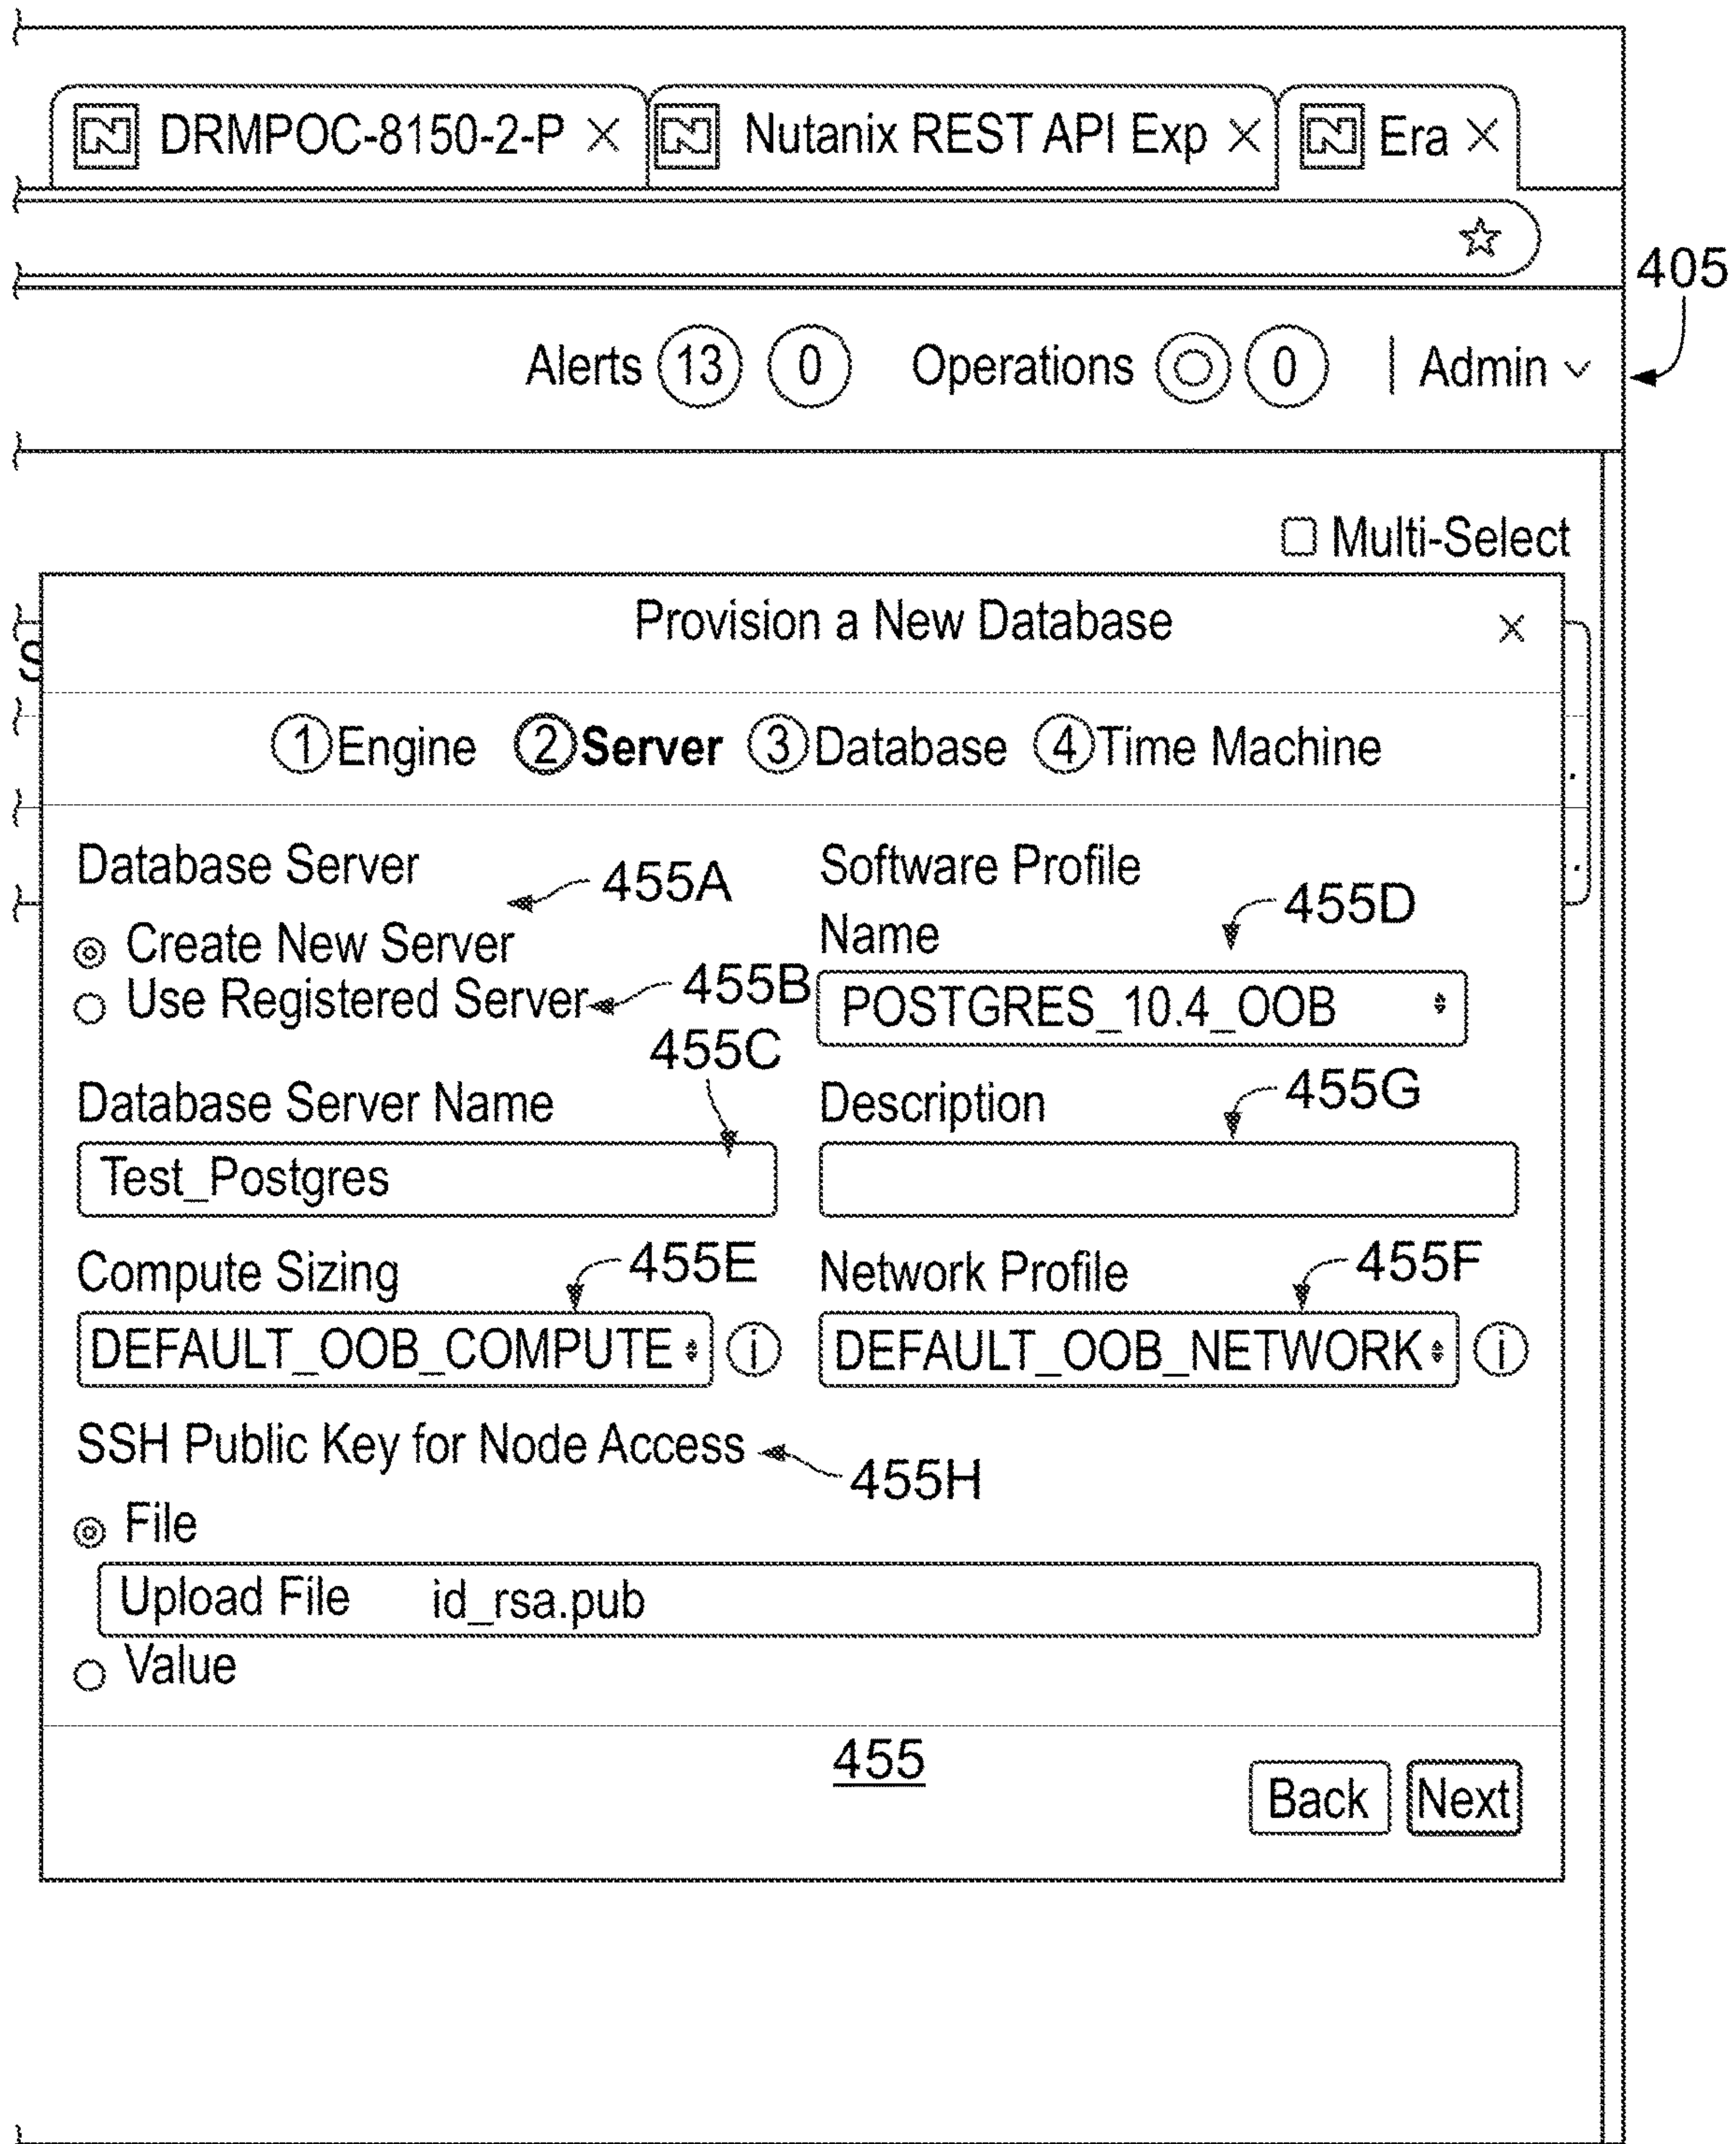 DRMPOC-8150-2-P × Nutanix REST API Exp × Era ×
405
Alerts 13 0 Operations 0 | Admin
Multi-Select
Provision a New Database ×
S
1 Engine 2 Server 3 Database 4 Time Machine
Database Server
455A
Create New Server
Use Registered Server
455B
Software Profile
Name
455D
POSTGRES_10.4_OOB
455C
Database Server Name
Test_Postgres
Description
455G
Compute Sizing
455E
DEFAULT_OOB_COMPUTE i
Network Profile
455F
DEFAULT_OOB_NETWORK i
SSH Public Key for Node Access
455H
File
Upload File id_rsa.pub
Value
455
Back Next